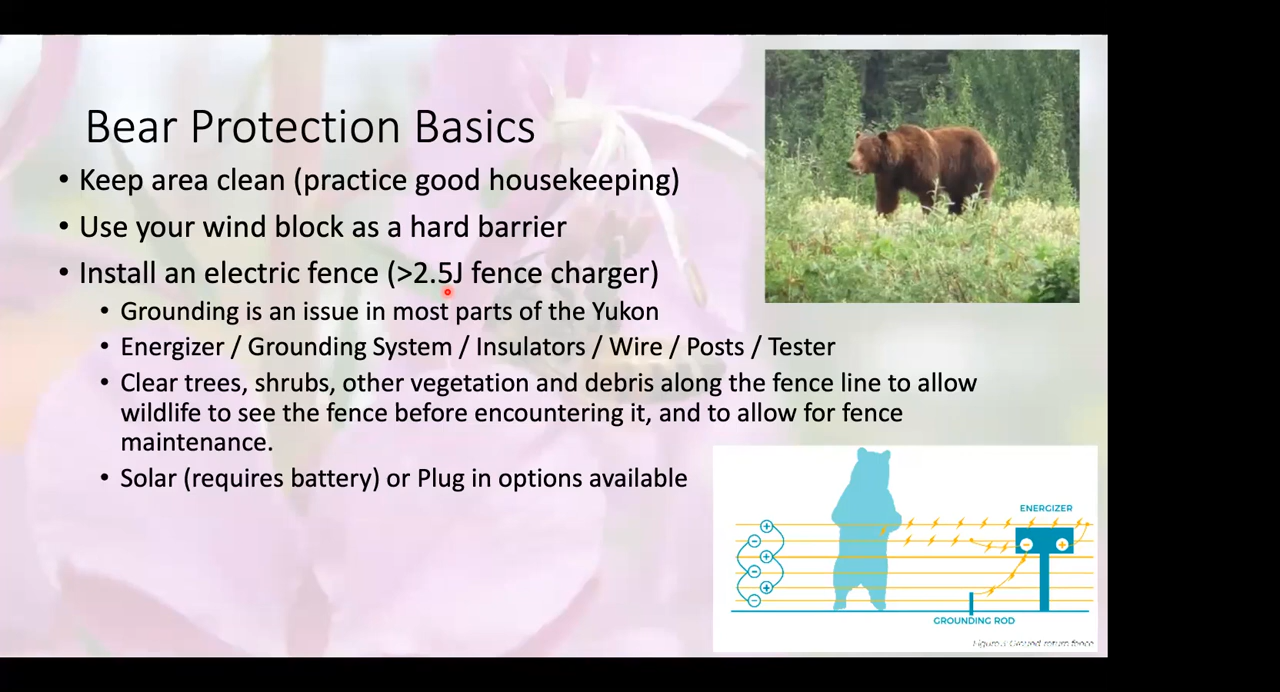 Bear Protection Basics
• Keep area clean (practice good housekeeping)
• Use your wind block as a hard barrier
• Install an electric fence (>2.5J fence charger)
• Grounding is an issue in most parts of the Yukon
• Energizer / Grounding System / Insulators / Wire / Posts / Tester
• Clear trees, shrubs, other vegetation and debris along the fence line to allow
wildlife to see the fence before encountering it, and to allow for fence
maintenance.
• Solar (requires battery) or Plug in options available
ENERGIZER
+
−
+
−
+
−
− +
GROUNDING ROD
Ground return fence